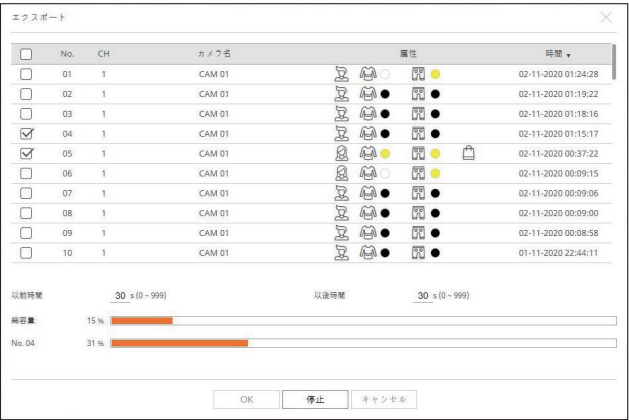 エクスポート
No. CH カメラ名 属性 時間 ▼
01 1 CAM 01 02-11-2020 01:24:28
02 1 CAM 01 02-11-2020 01:19:22
03 1 CAM 01 02-11-2020 01:18:16
04 1 CAM 01 02-11-2020 01:15:17
05 1 CAM 01 02-11-2020 00:37:22
06 1 CAM 01 02-11-2020 00:09:15
07 1 CAM 01 02-11-2020 00:09:06
08 1 CAM 01 02-11-2020 00:09:00
09 1 CAM 01 02-11-2020 00:08:58
10 1 CAM 01 01-11-2020 22:44:11
以前時間 30 s (0 ~ 999) 以後時間 30 s (0 ~ 999)
総容量 15 %
No. 04 31 %
OK 停止 キャンセル